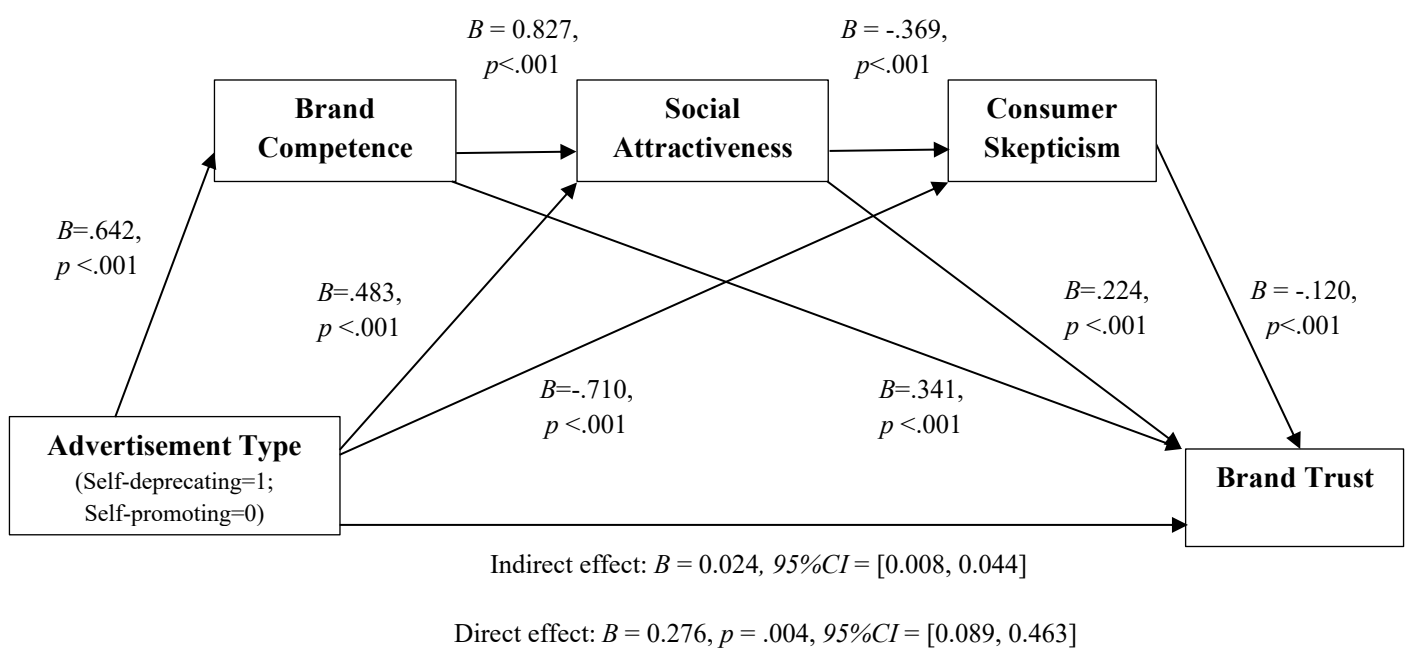 B = 0.827,
p<.001
B = -.369,
p<.001
Brand
Competence
Social
Attractiveness
Consumer
Skepticism
B=.642,
p <.001
B=.483,
p <.001
B=.224,
p <.001
B = -.120,
p<.001
B=-.710,
p <.001
B=.341,
p <.001
Advertisement Type
(Self-deprecating=1;
Self-promoting=0)
Brand Trust
Indirect effect: B = 0.024, 95%CI = [0.008, 0.044]
Direct effect: B = 0.276, p = .004, 95%CI = [0.089, 0.463]